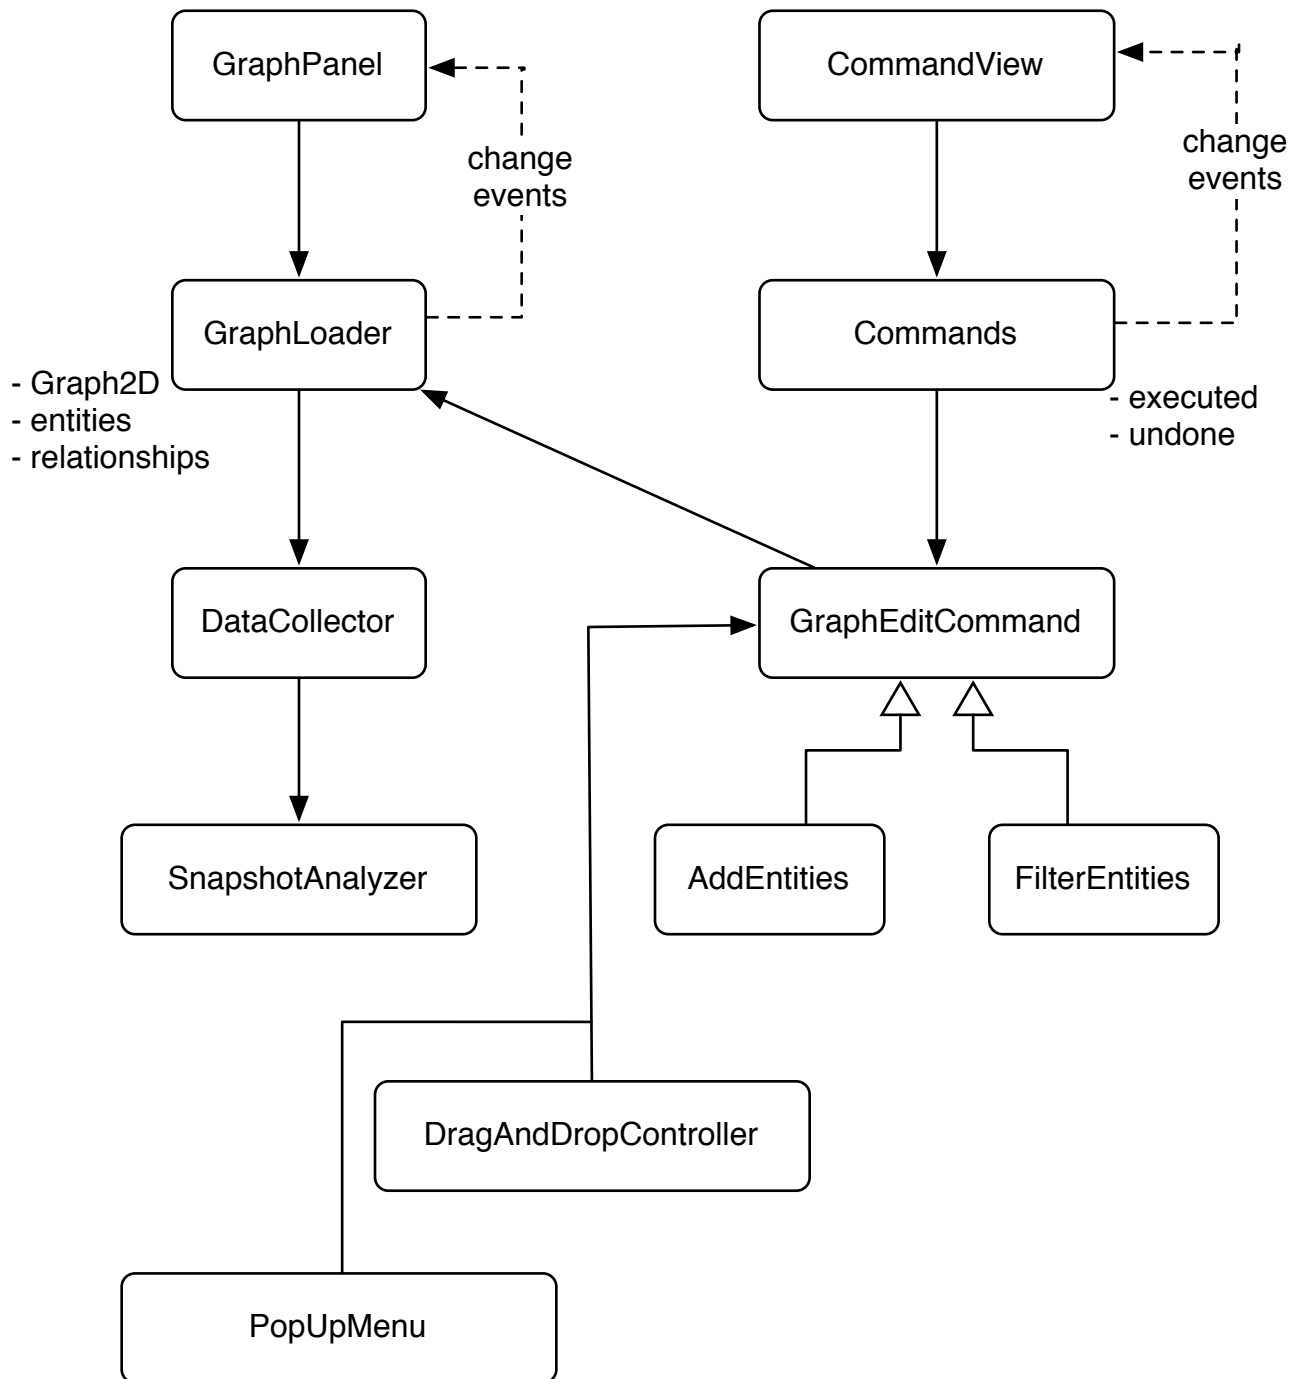 GraphPanel
CommandView
change
events
change
events
GraphLoader
Commands
- Graph2D
- entities
- relationships
- executed
- undone
DataCollector
GraphEditCommand
SnapshotAnalyzer
AddEntities
FilterEntities
DragAndDropController
PopUpMenu